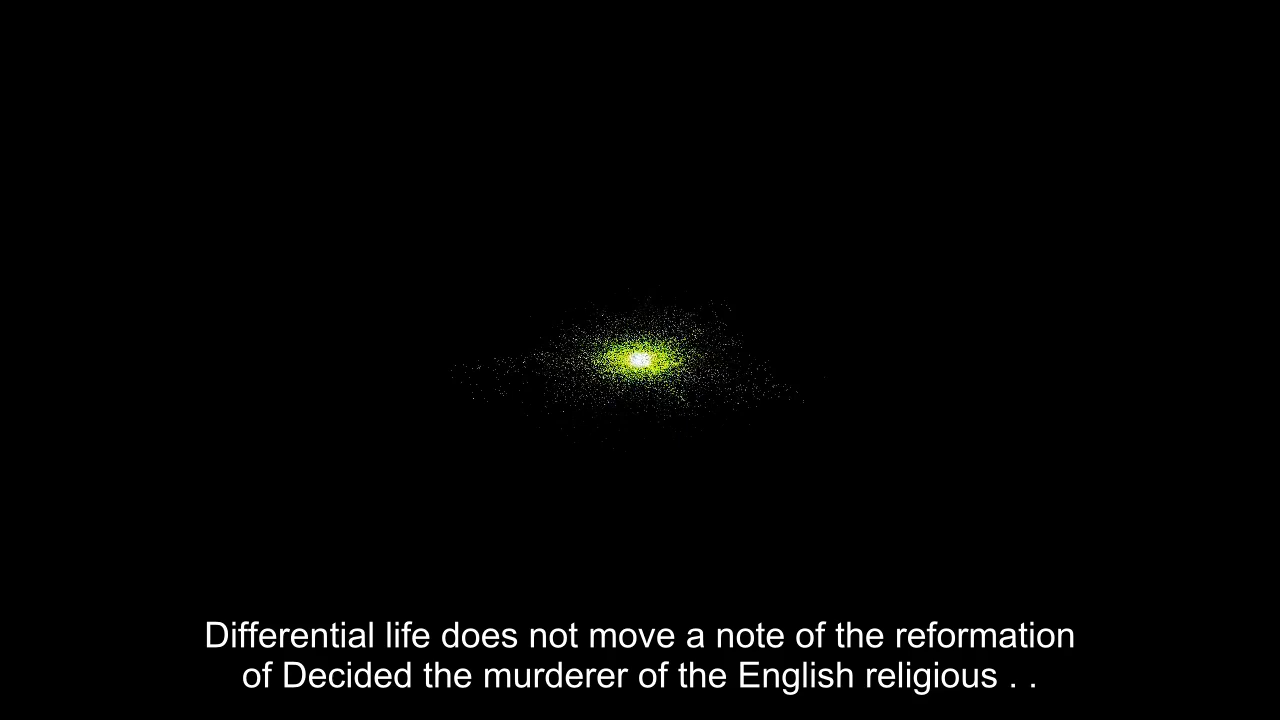 Differential life does not move a note of the reformation
of Decided the murderer of the English religious . .